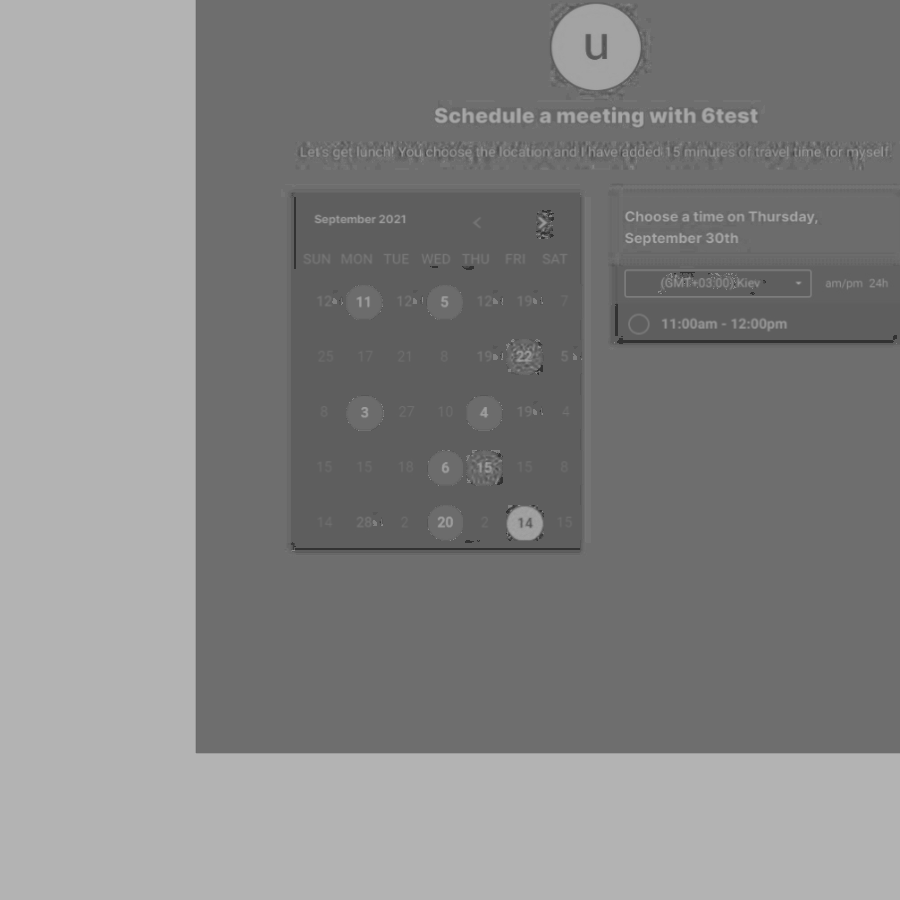 u
Schedule a meeting with 6test
Let's get lunch! You choose the location and I have added 15 minutes of travel time for myself.
September 2021
SUN MON TUE WED THU FRI SAT
12 11 12 5 12 19 7
25 17 21 8 19 22 5
8 3 27 10 4 19 4
15 15 18 6 15 15 8
14 28 2 20 2 14 15
Choose a time on Thursday,
September 30th
(GMT+03:00) Kiev am/pm 24h
11:00am - 12:00pm